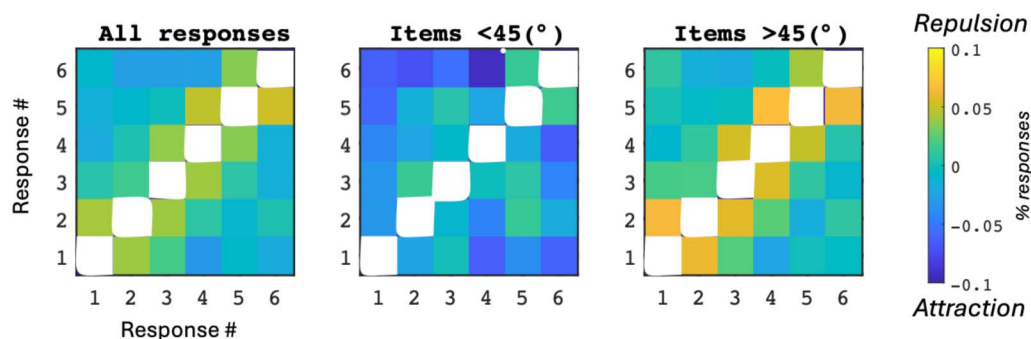 All responses
Items <45(°)
Items >45(°)
Repulsion
Response #
6
5
4
3
2
1
1 2 3 4 5 6
Response #
6
5
4
3
2
1
1 2 3 4 5 6
6
5
4
3
2
1
1 2 3 4 5 6
0.1
0.05
0
-0.05
-0.1
% responses
Attraction